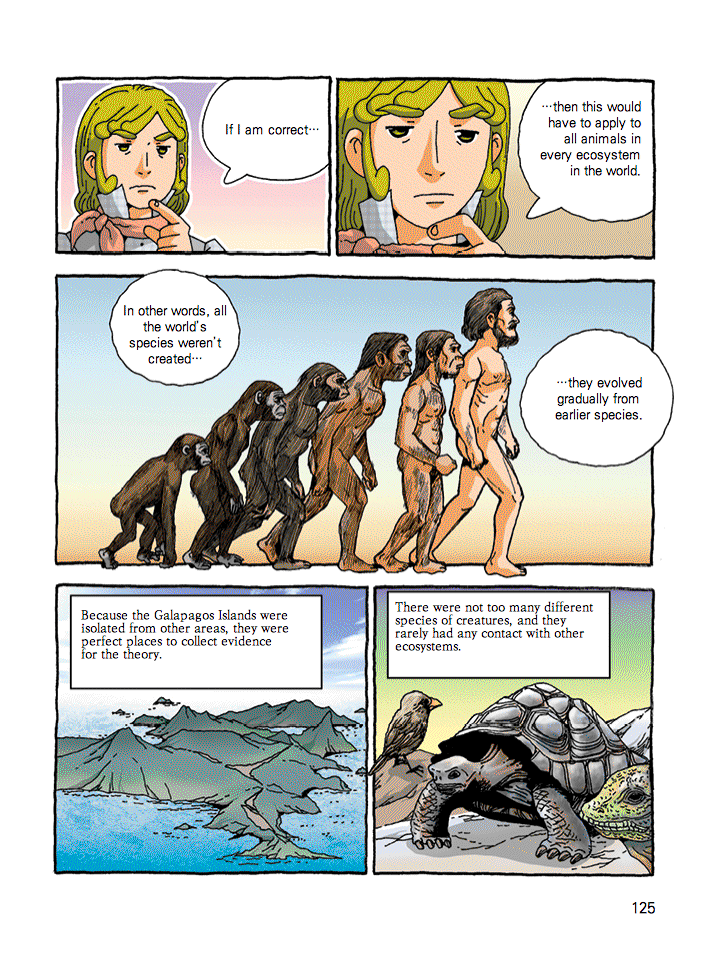 If I am correct…
…then this would
have to apply to
all animals in
every ecosystem
in the world.
In other words, all
the world's
species weren't
created…
…they evolved
gradually from
earlier species.
Because the Galapagos Islands were
isolated from other areas, they were
perfect places to collect evidence
for the theory.
There were not too many different
species of creatures, and they
rarely had any contact with other
ecosystems.
125